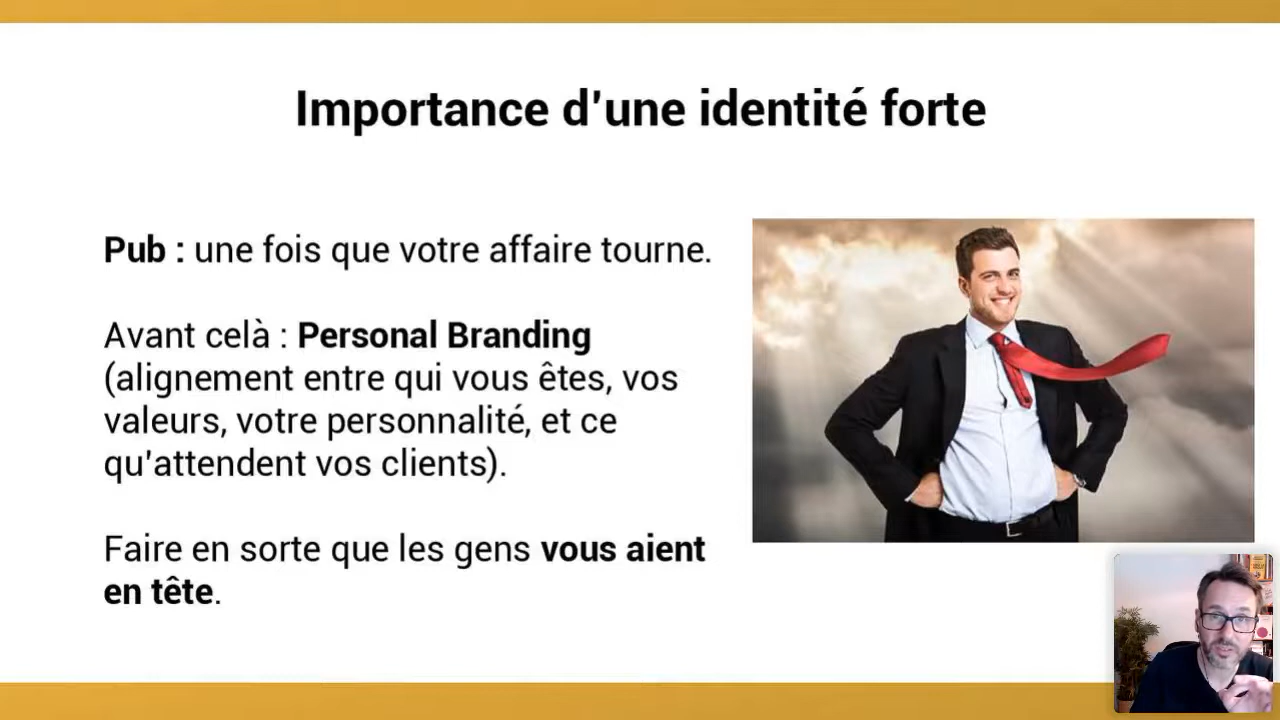 Importance d'une identité forte
Pub : une fois que votre affaire tourne.
Avant celà : Personal Branding
(alignement entre qui vous êtes, vos
valeurs, votre personnalité, et ce
qu'attendent vos clients).
Faire en sorte que les gens vous aient
en tête.